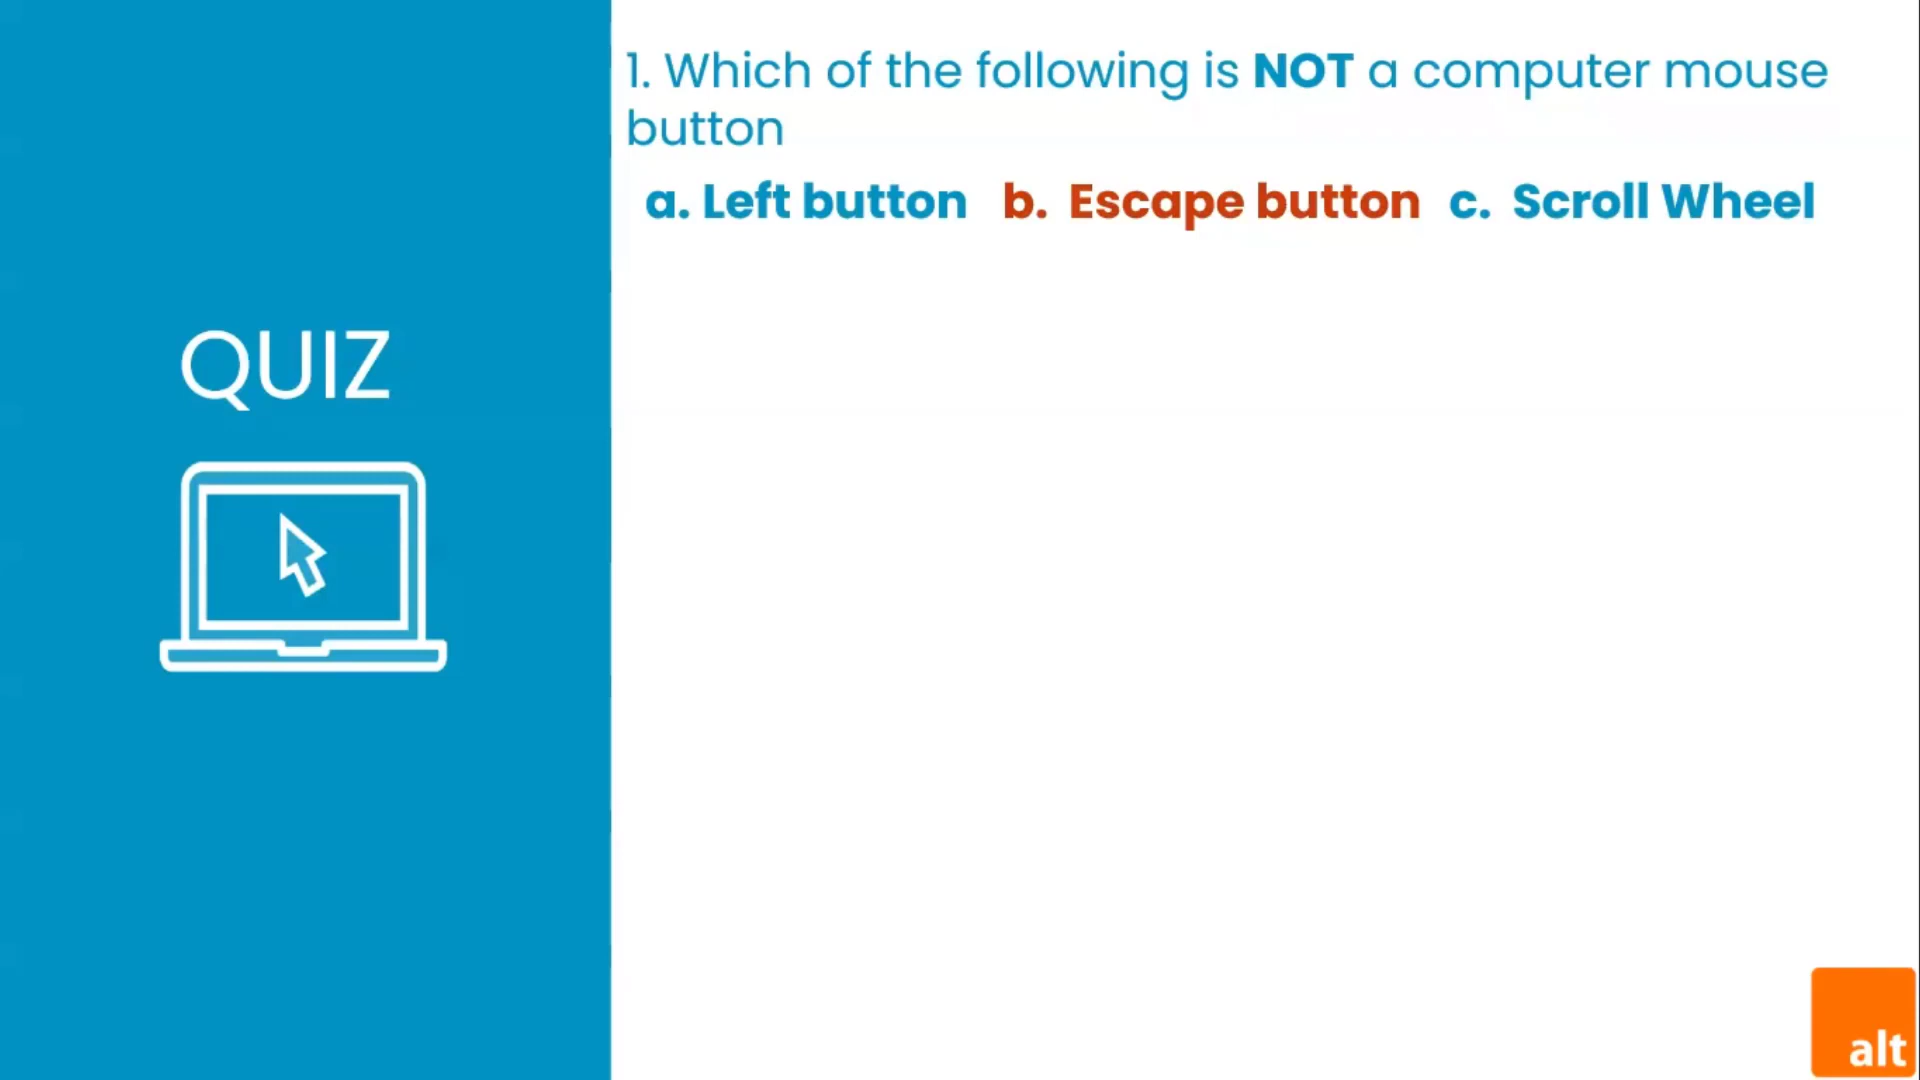 QUIZ
1. Which of the following is NOT a computer mouse
button
a. Left button b. Escape button c. Scroll Wheel
alt